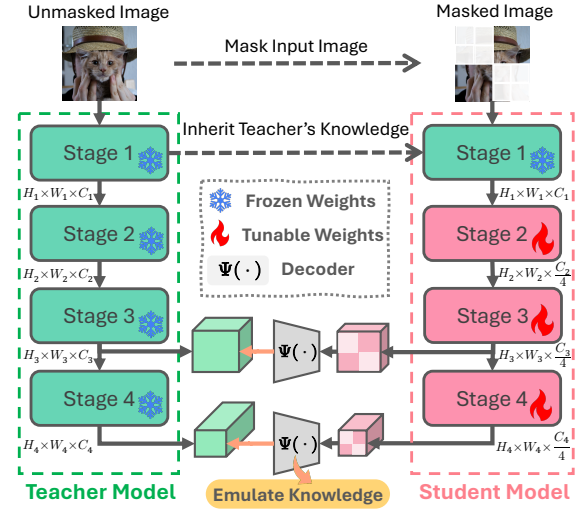 Unmasked Image
Masked Image
Mask Input Image
Inherit Teacher's Knowledge
Stage 1
Stage 1
H₁×W₁×C₁
H₁×W₁×C₁
Frozen Weights
Tunable Weights
Ψ(·) Decoder
Stage 2
Stage 2
H₂×W₂×C₂
H₂×W₂×C₂/4
Stage 3
Stage 3
Ψ(·)
H₃×W₃×C₃
H₃×W₃×C₃/4
Stage 4
Stage 4
Ψ(·)
H₄×W₄×C₄
H₄×W₄×C₄/4
Teacher Model
Emulate Knowledge
Student Model